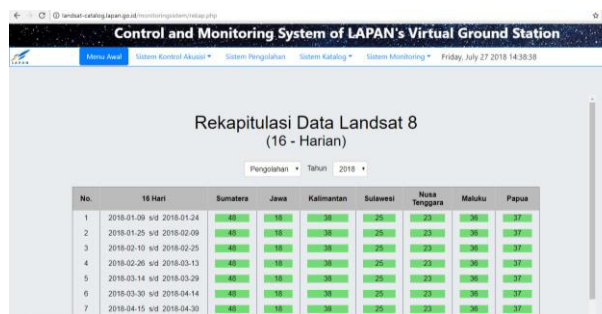 landsat-catalog.lapan.go.id/monitoringsistem/rekap.php
Control and Monitoring System of LAPAN's Virtual Ground Station
LAPAN
Menu Awal Sistem Kontrol Akuisisi Sistem Pengolahan Sistem Katalog Sistem Monitoring Friday, July 27 2018 14:38:38
Rekapitulasi Data Landsat 8
(16 - Harian)
Pengolahan Tahun 2018
No. 16 Hari Sumatera Jawa Kalimantan Sulawesi Nusa Tenggara Maluku Papua
1 2018-01-09 s/d 2018-01-24 48 18 38 25 23 36 37
2 2018-01-25 s/d 2018-02-09 48 18 38 25 23 36 37
3 2018-02-10 s/d 2018-02-25 48 18 38 25 23 36 37
4 2018-02-26 s/d 2018-03-13 48 18 38 25 23 36 37
5 2018-03-14 s/d 2018-03-29 48 18 38 25 23 36 37
6 2018-03-30 s/d 2018-04-14 48 18 38 25 23 36 37
7 2018-04-15 s/d 2018-04-30 48 18 38 25 23 36 37